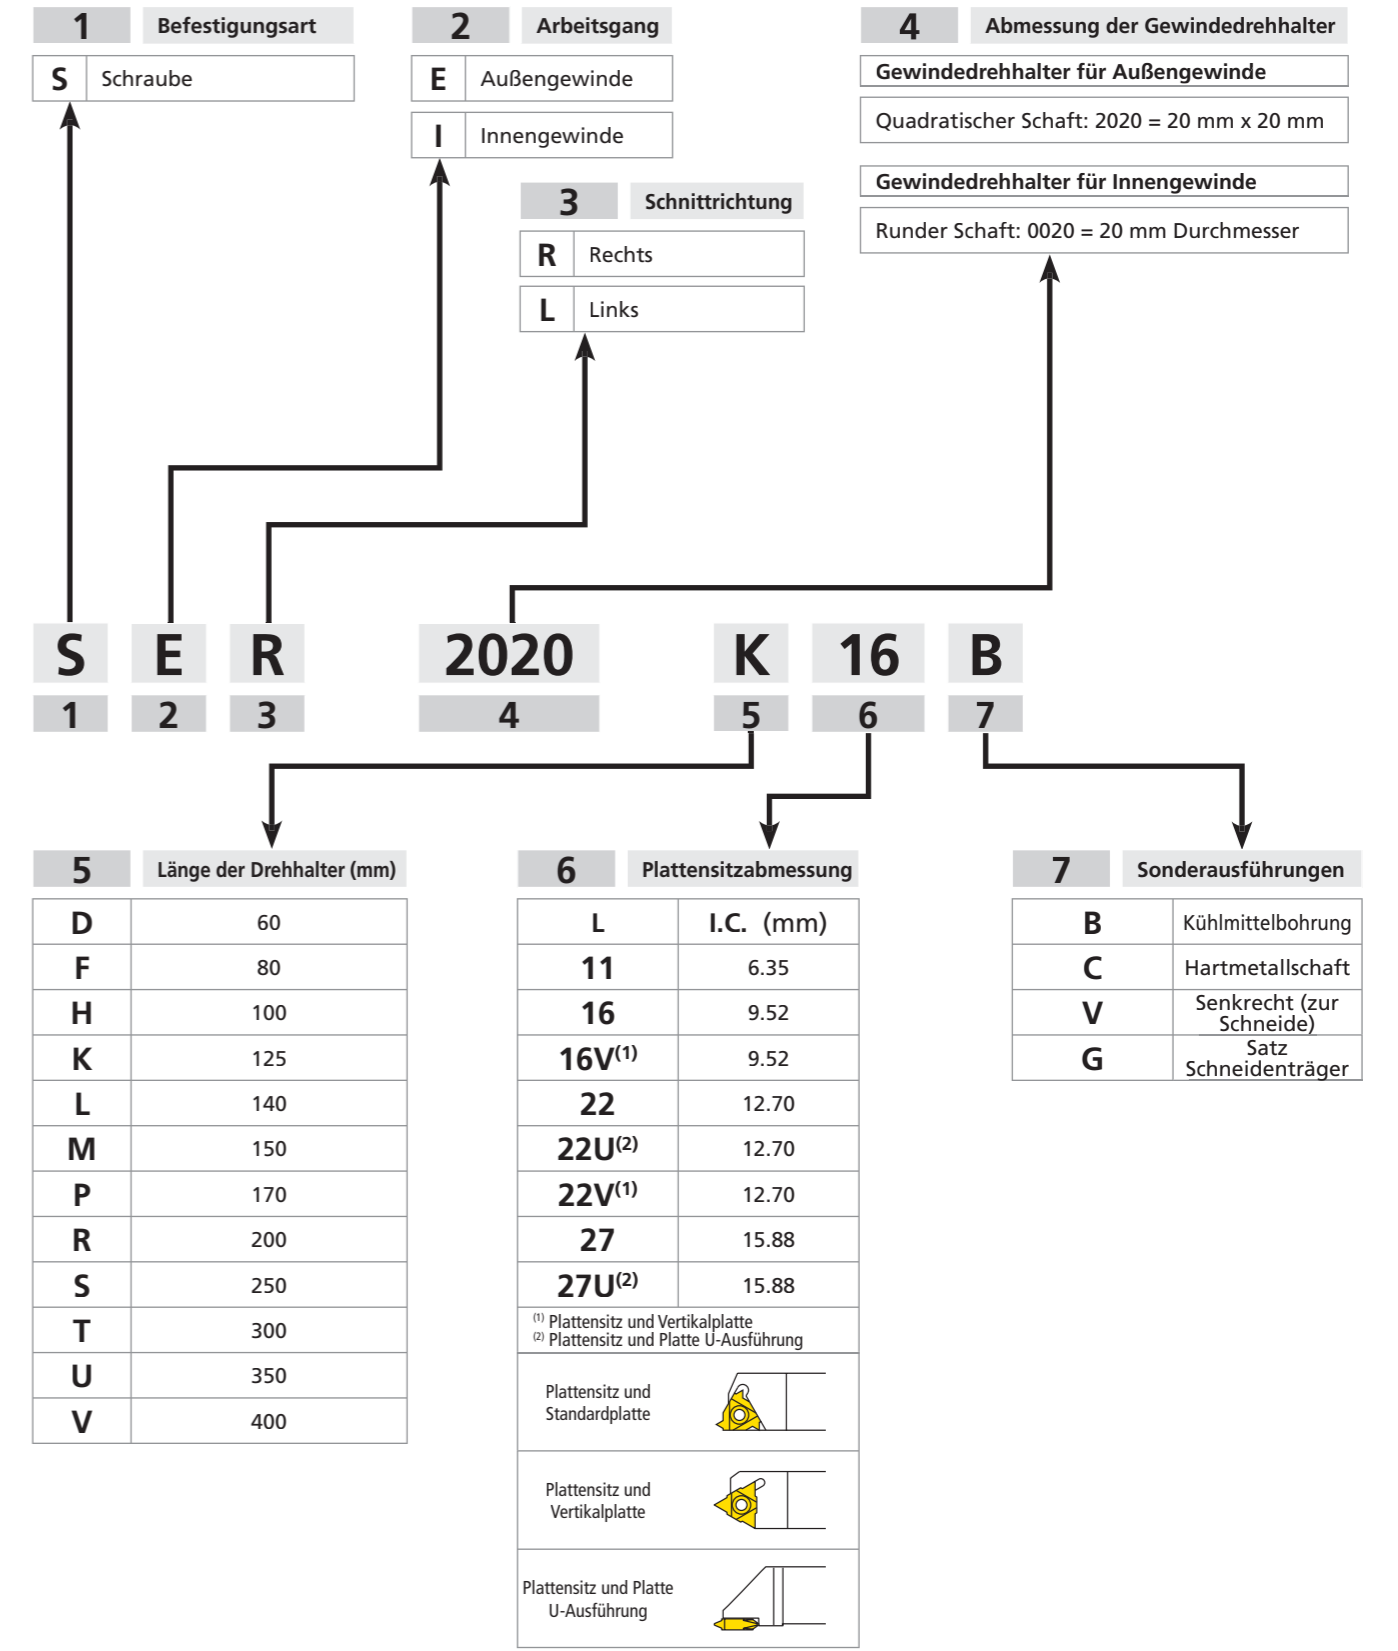 1 Befestigungsart
S Schraube
2 Arbeitsgang
E Außengewinde
I Innengewinde
3 Schnittrichtung
R Rechts
L Links
4 Abmessung der Gewindedrehhalter
Gewindedrehhalter für Außengewinde
Quadratischer Schaft: 2020 = 20 mm x 20 mm
Gewindedrehhalter für Innengewinde
Runder Schaft: 0020 = 20 mm Durchmesser
S E R 2020 K 16 B
1 2 3 4 5 6 7
5 Länge der Drehhalter (mm)
D 60
F 80
H 100
K 125
L 140
M 150
P 170
R 200
S 250
T 300
U 350
V 400
6 Plattensitzabmessung
L I.C. (mm)
11 6.35
16 9.52
16V(1) 9.52
22 12.70
22U(2) 12.70
22V(1) 12.70
27 15.88
27U(2) 15.88
(1) Plattensitz und Vertikalplatte
(2) Plattensitz und Platte U-Ausführung
Plattensitz und
Standardplatte
Plattensitz und
Vertikalplatte
Plattensitz und Platte
U-Ausführung
7 Sonderausführungen
B Kühlmittelbohrung
C Hartmetallschaft
V Senkrecht (zur
Schneide)
G Satz
Schneidenträger